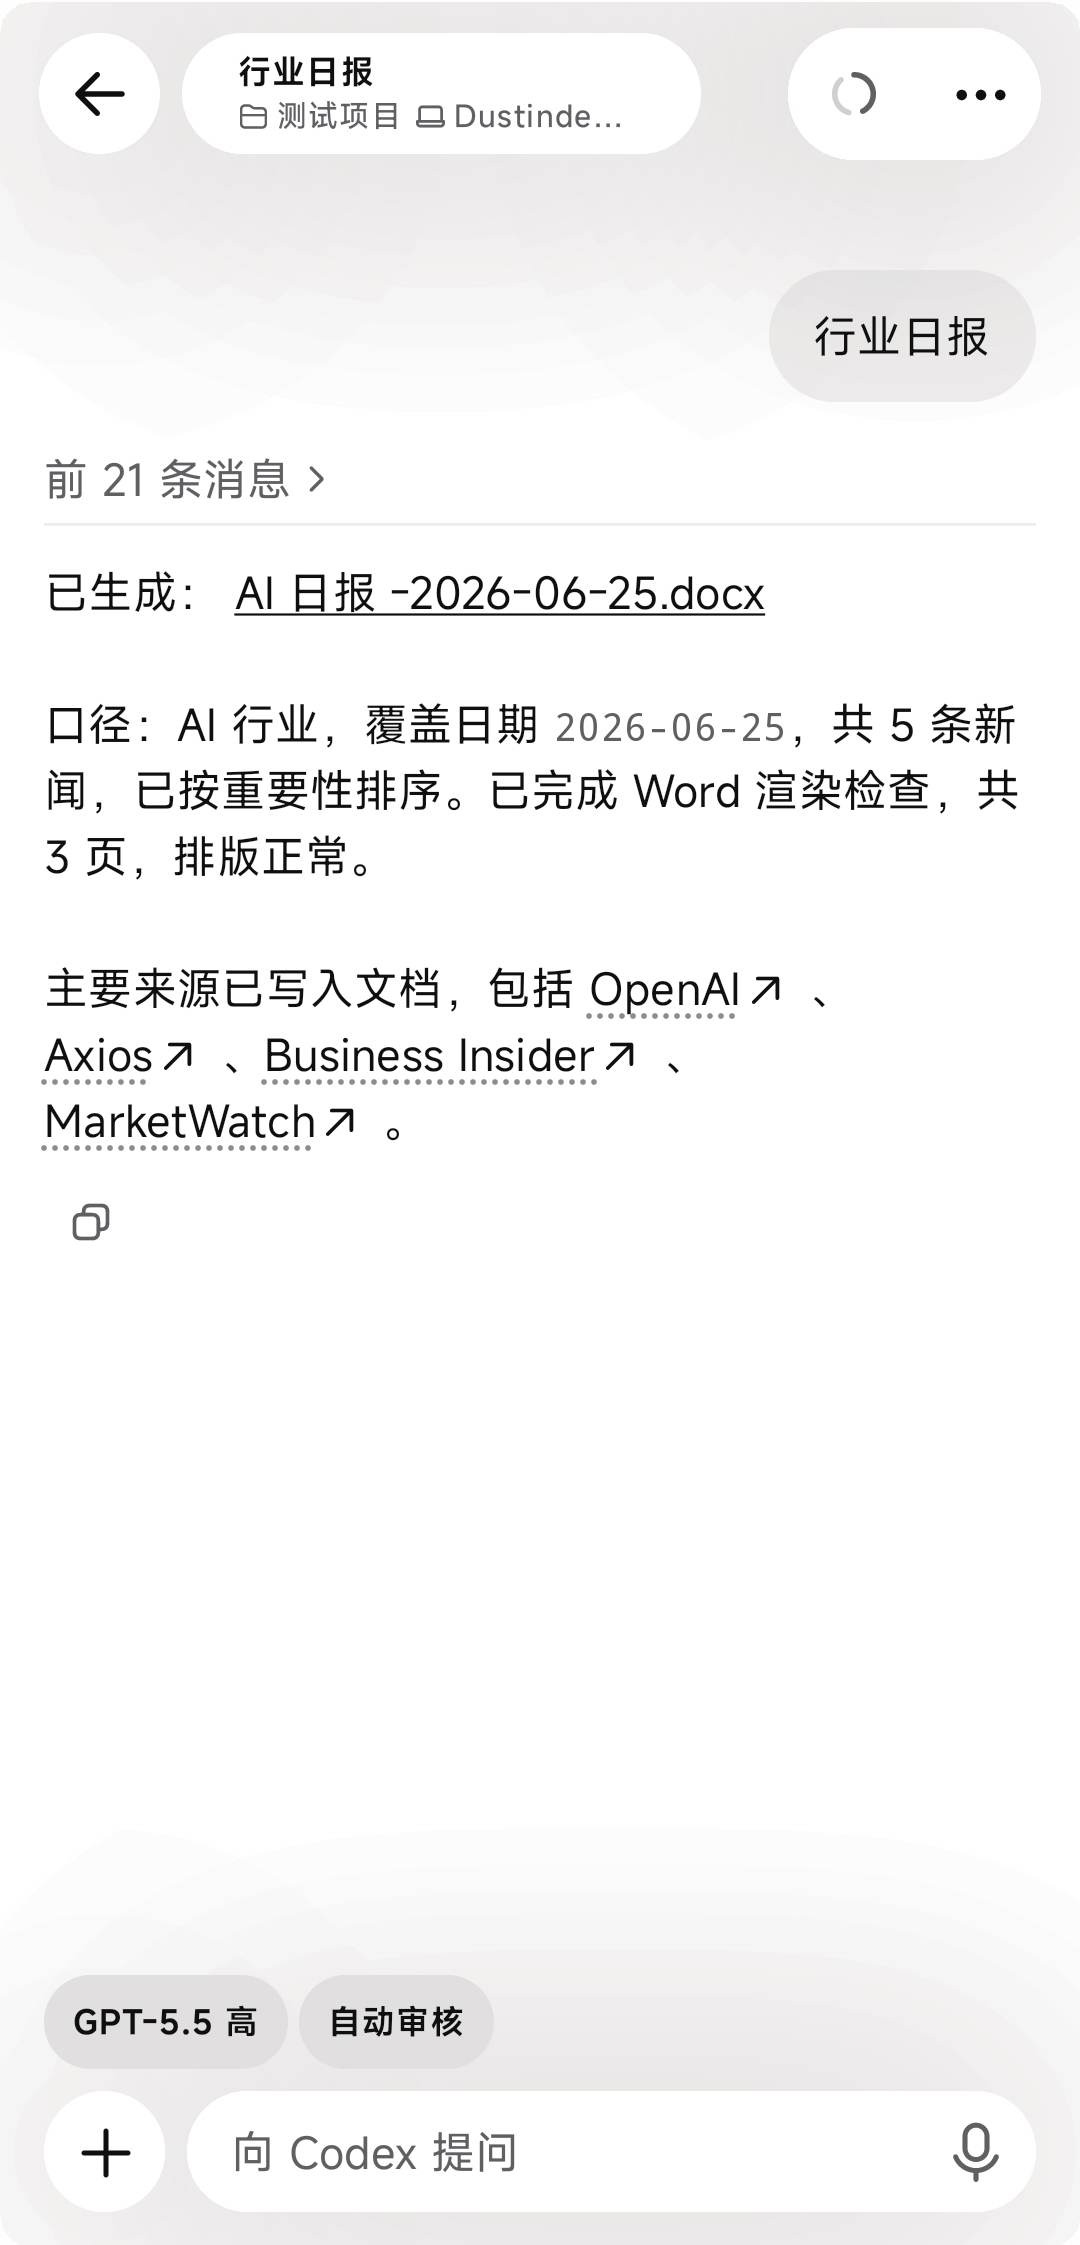 行业日报
测试项目 Dustinde...
行业日报
前 21 条消息
已生成： AI 日报 -2026-06-25.docx
口径：AI 行业，覆盖日期 2026-06-25，共 5 条新
闻，已按重要性排序。已完成 Word 渲染检查，共
3 页，排版正常。
主要来源已写入文档，包括 OpenAI 、
Axios 、Business Insider 、
MarketWatch 。
GPT-5.5 高 自动审核
向 Codex 提问